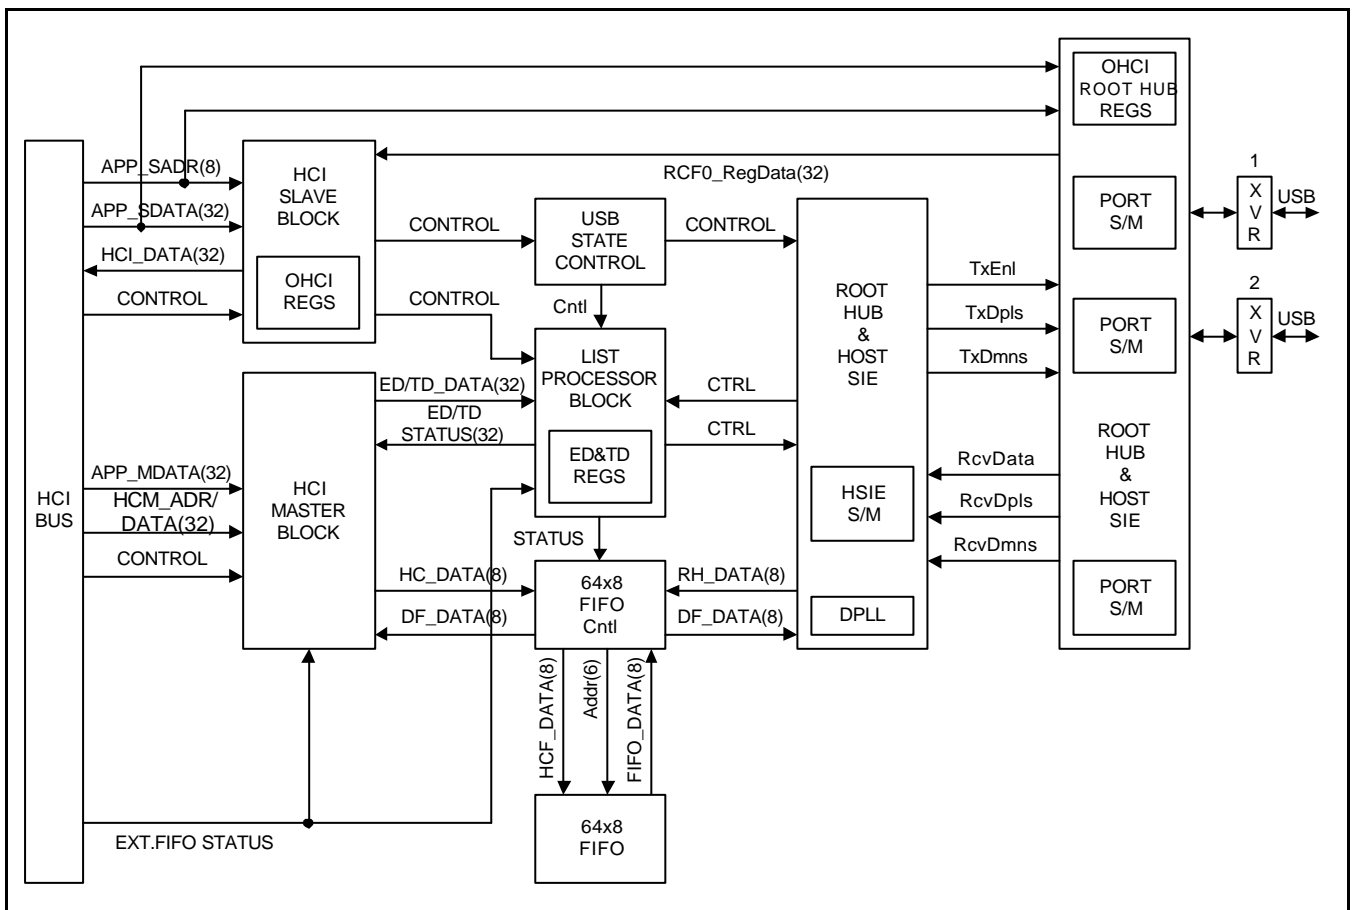 OHCI
ROOT HUB
REGS
APP_SADR(8)
APP_SDATA(32)
HCI_DATA(32)
CONTROL
HCI
SLAVE
BLOCK
OHCI
REGS
RCF0_RegData(32)
CONTROL
USB
STATE
CONTROL
CONTROL
CONTROL
Cntl
LIST
PROCESSOR
BLOCK
ED&TD
REGS
ED/TD_DATA(32)
ED/TD
STATUS(32)
CTRL
CTRL
ROOT
HUB
&
HOST
SIE
HSIE
S/M
DPLL
TxEnl
TxDpls
TxDmns
RcvData
RcvDpls
RcvDmns
PORT
S/M
PORT
S/M
ROOT
HUB
&
HOST
SIE
PORT
S/M
1
X
V
R
USB
2
X
V
R
USB
HCI
BUS
APP_MDATA(32)
HCM_ADR/
DATA(32)
CONTROL
HCI
MASTER
BLOCK
STATUS
HC_DATA(8)
DF_DATA(8)
64x8
FIFO
Cntl
RH_DATA(8)
DF_DATA(8)
HCF_DATA(8)
Addr(6)
FIFO_DATA(8)
64x8
FIFO
EXT.FIFO STATUS